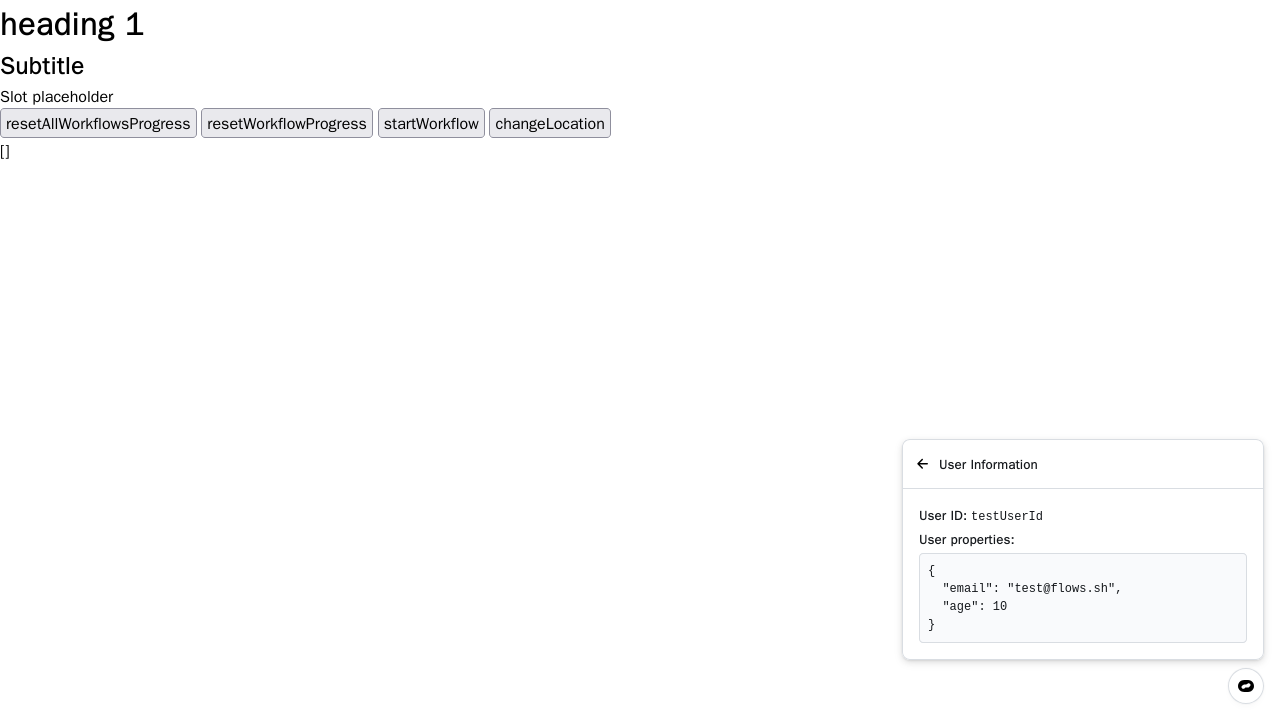 heading 1
Subtitle
Slot placeholder
resetAllWorkflowsProgress resetWorkflowProgress startWorkflow changeLocation
[]
User Information
User ID: testUserId
User properties:
{
  "email": "test@flows.sh",
  "age": 10
}